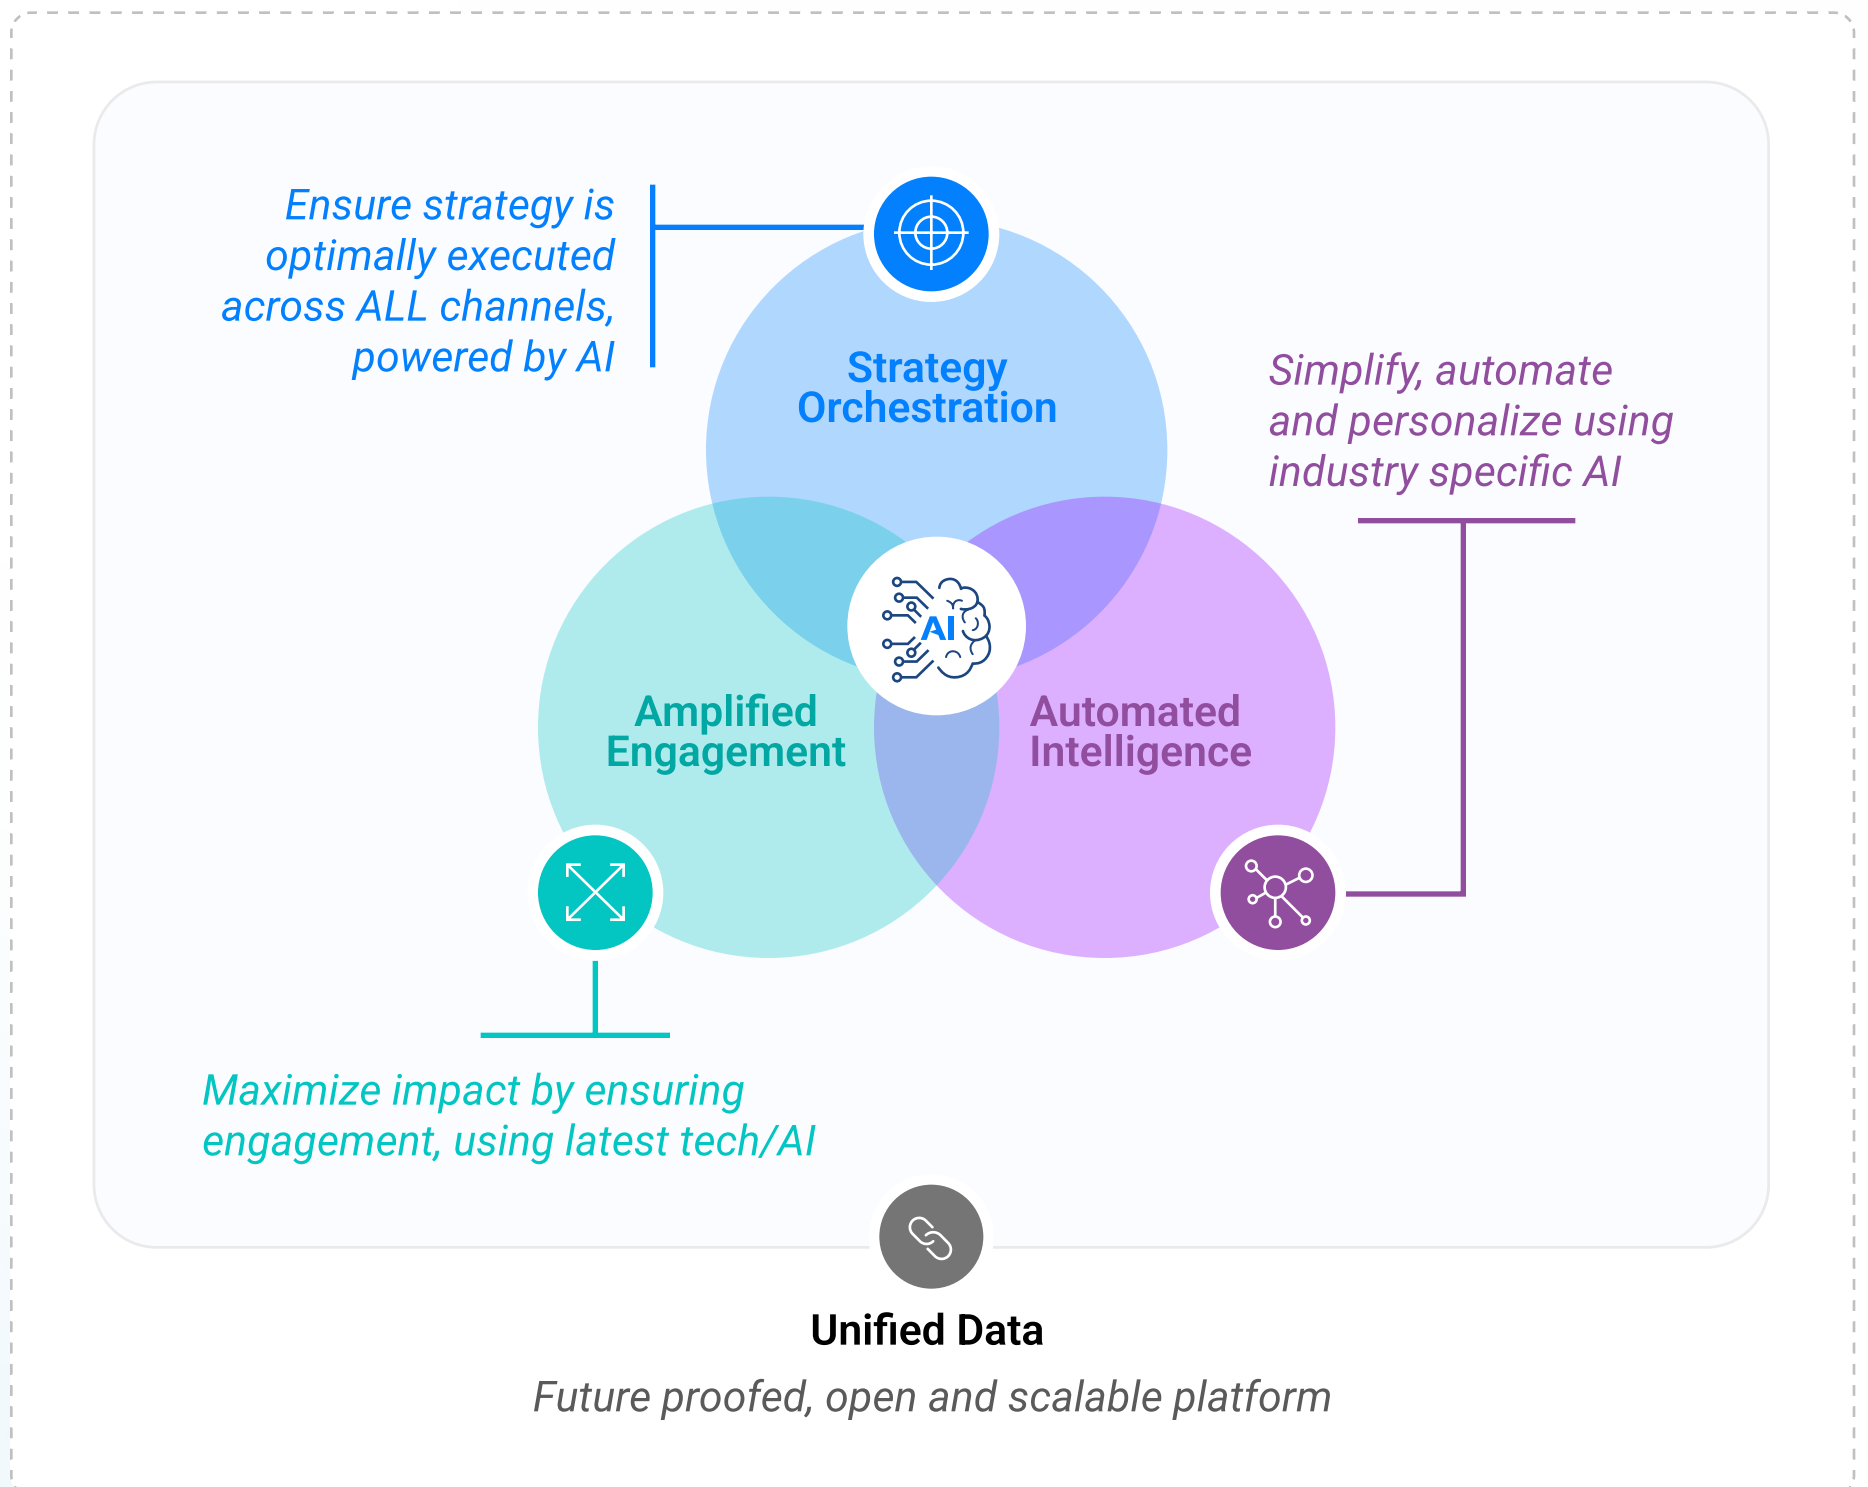 Ensure strategy is
optimally executed
across ALL channels,
powered by AI
Strategy
Orchestration
Simplify, automate
and personalize using
industry specific AI
AI
Amplified
Engagement
Automated
Intelligence
Maximize impact by ensuring
engagement, using latest tech/AI
Unified Data
Future proofed, open and scalable platform